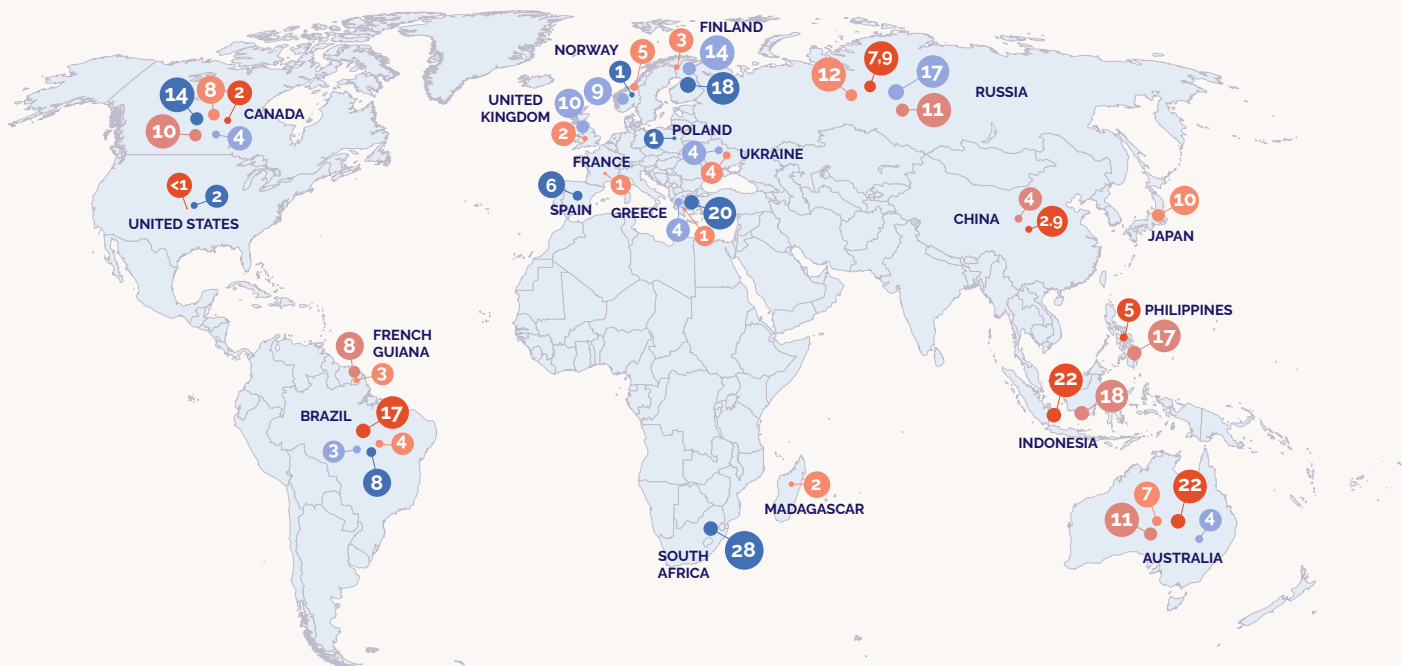 FINLAND
NORWAY
5
3
14
1
18
9
10
UNITED
KINGDOM
2
12
7,9
17
11
RUSSIA
14
8
2
CANADA
10
4
1
POLAND
4
UKRAINE
4
FRANCE
1
6
SPAIN
GREECE
20
4
1
<1
2
UNITED STATES
4
CHINA
2.9
10
JAPAN
5
PHILIPPINES
17
8
FRENCH
GUIANA
3
22
18
INDONESIA
BRAZIL
17
3
4
8
2
MADAGASCAR
7
22
11
4
AUSTRALIA
28
SOUTH
AFRICA